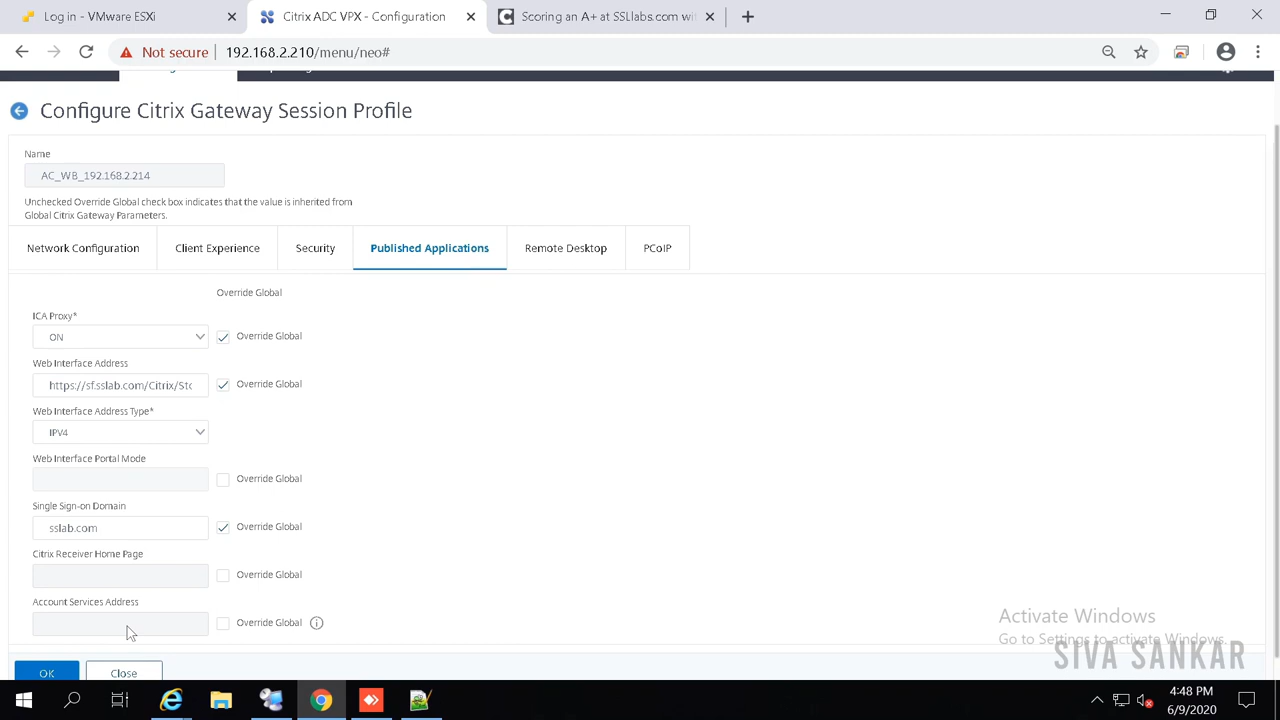 Log in - VMware ESXi
Citrix ADC VPX - Configuration
Scoring an A+ at SSLlabs.com wi
Not secure
192.168.2.210/menu/neo#
Configure Citrix Gateway Session Profile
Name
AC_WB_192.168.2.214
Unchecked Override Global check box indicates that the value is inherited from
Global Citrix Gateway Parameters.
Network Configuration
Client Experience
Security
Published Applications
Remote Desktop
PCoIP
Override Global
ICA Proxy*
ON
Override Global
Web Interface Address
https://sf.sslab.com/Citrix/Sto
Override Global
Web Interface Address Type*
IPV4
Web Interface Portal Mode
Override Global
Single Sign-on Domain
sslab.com
Override Global
Citrix Receiver Home Page
Override Global
Account Services Address
Override Global
OK
Close
Activate Windows
Go to Settings to activate Windows.
SIVA SANKAR
4:48 PM
6/9/2020